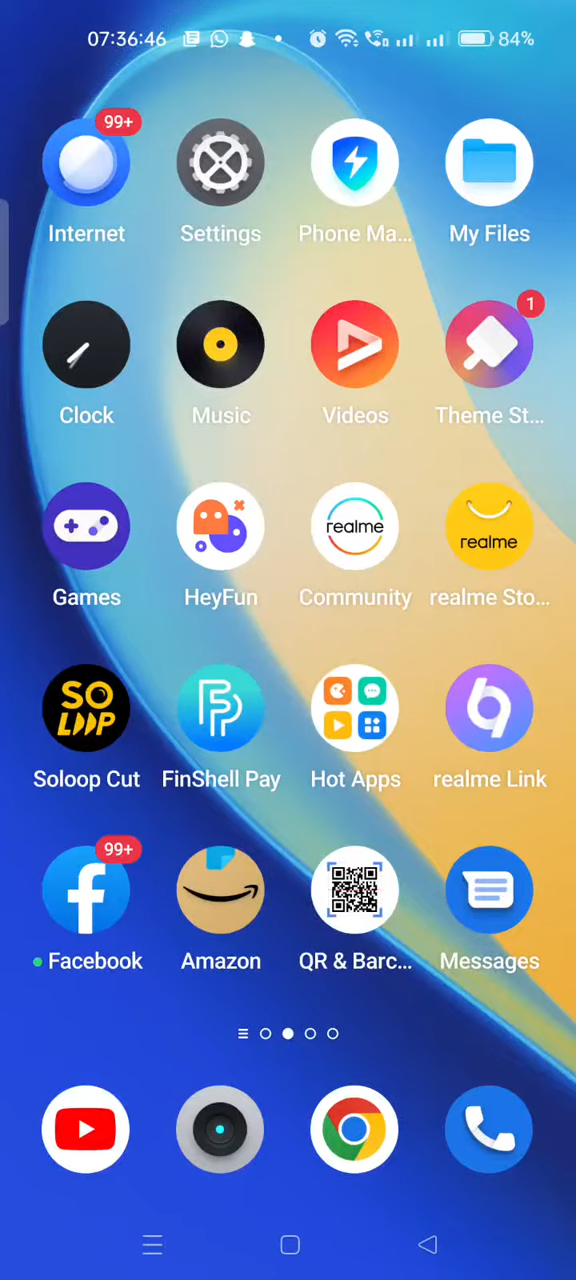 07:36:46 84%
99+
Internet Settings Phone Ma... My Files
1
Clock Music Videos Theme St...
realme realme
Games HeyFun Community realme Sto...
SO
LOOP
Soloop Cut FinShell Pay Hot Apps realme Link
99+
Facebook Amazon QR & Barc... Messages